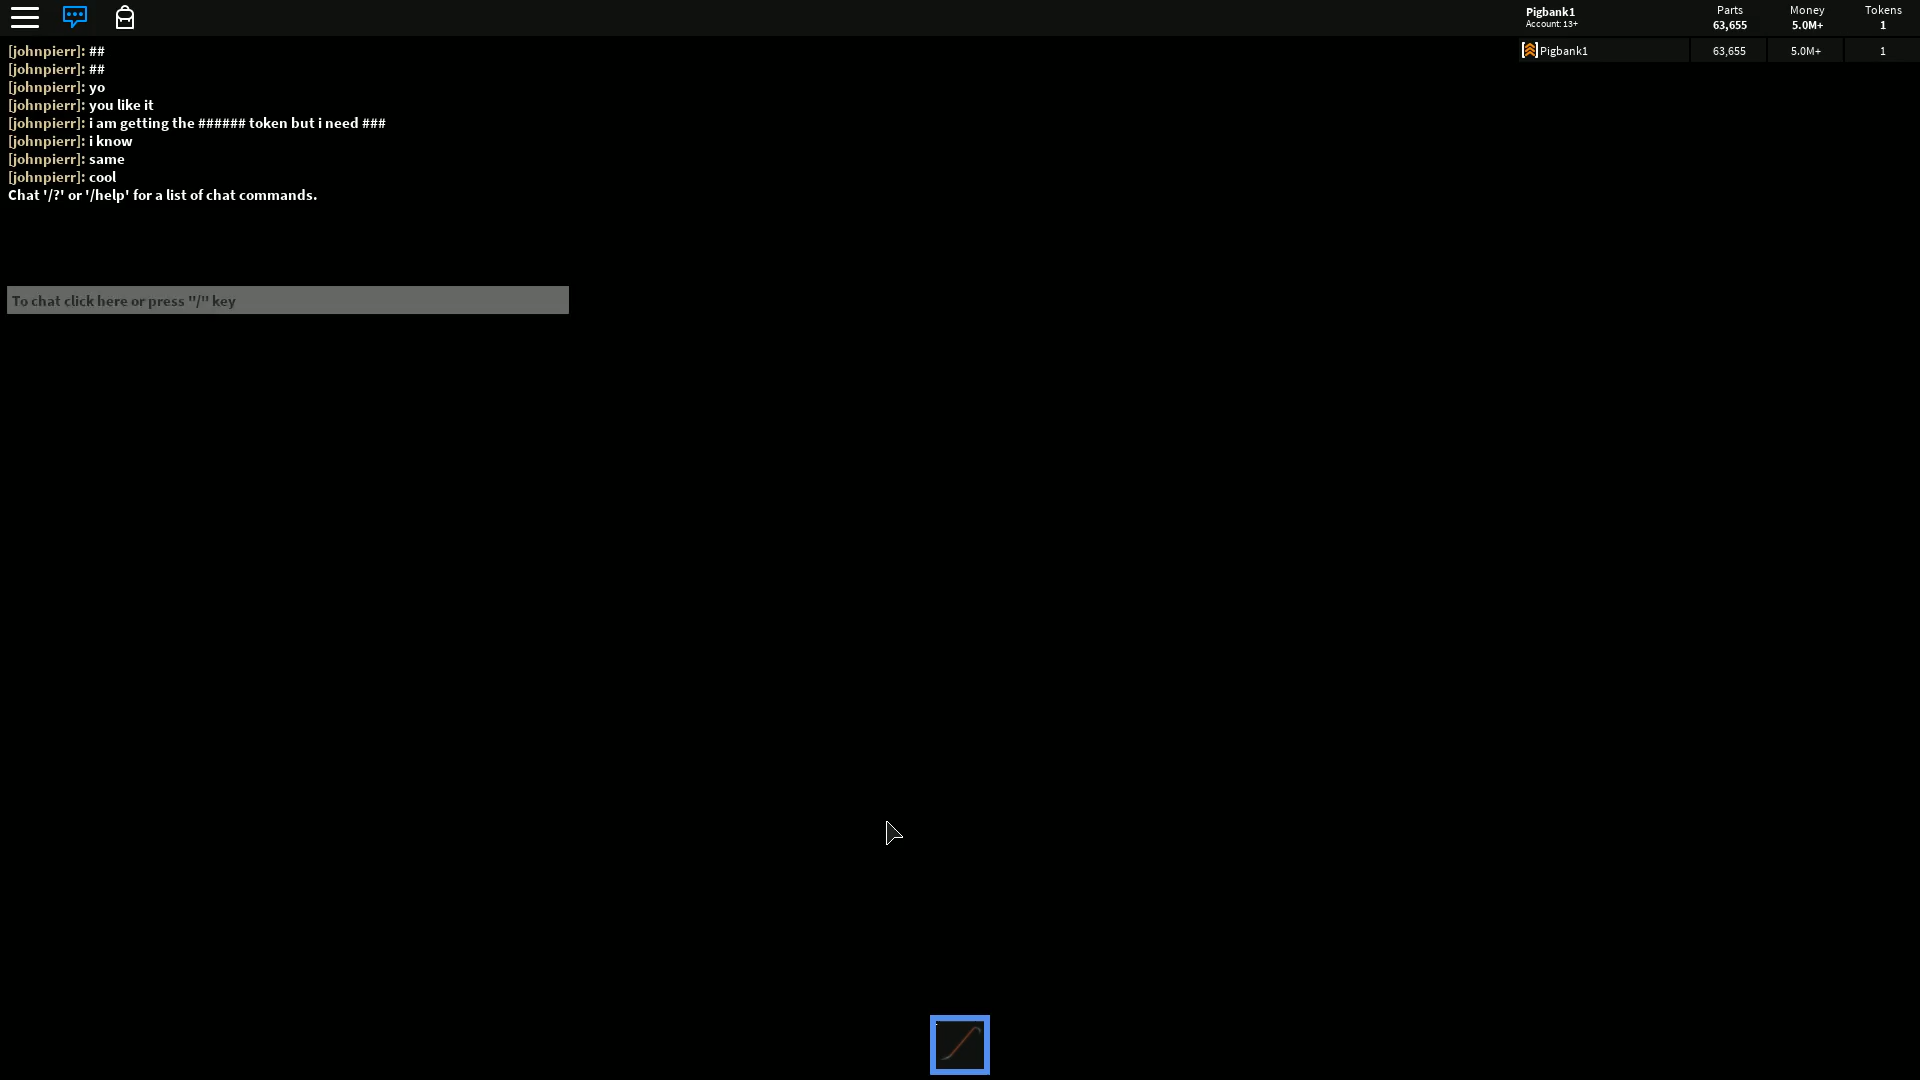 Pigbank1
Account: 13+
Parts
63,655
Money
5.0M+
Tokens
1
Pigbank1
63,655
5.0M+
1
[johnpierr]: ##
[johnpierr]: ##
[johnpierr]: yo
[johnpierr]: you like it
[johnpierr]: i am getting the ###### token but i need ###
[johnpierr]: i know
[johnpierr]: same
[johnpierr]: cool
Chat '/?' or '/help' for a list of chat commands.
To chat click here or press "/" key